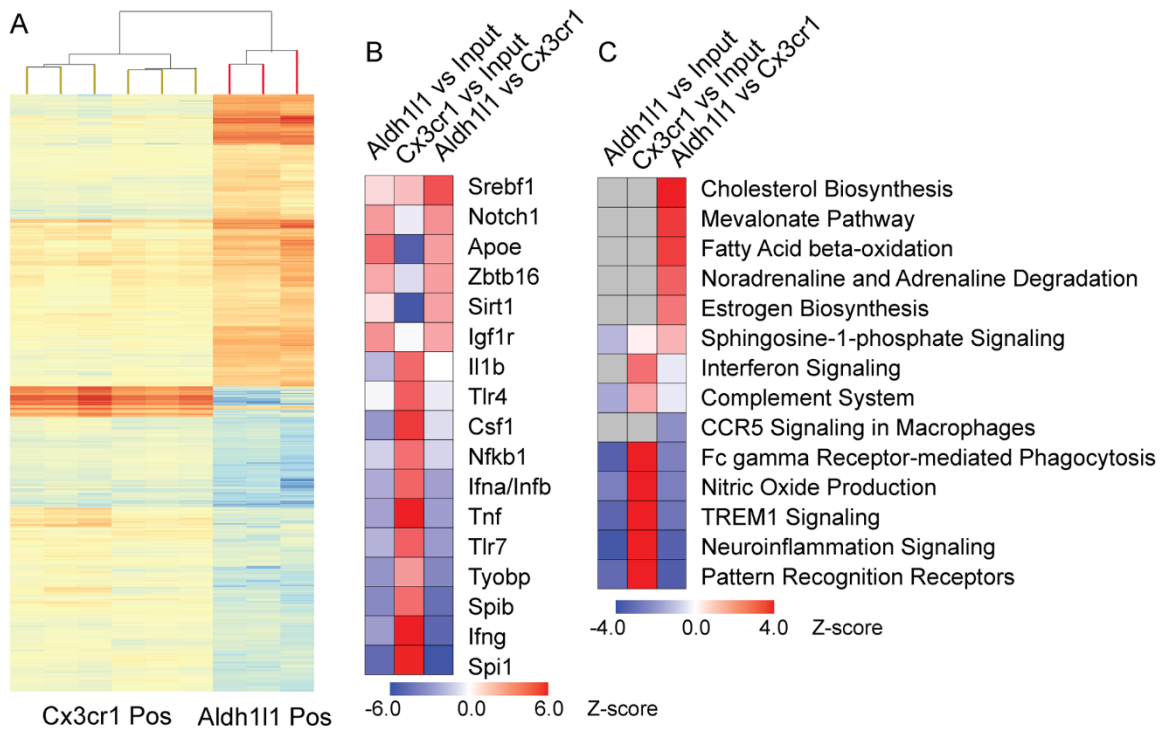 A
Cx3cr1 Pos
Aldh1l1 Pos
B
Aldh1l1 vs Input
Cx3cr1 vs Input
Aldh1l1 vs Cx3cr1
Srebf1
Notch1
Apoe
Zbtb16
Sirt1
Igf1r
Il1b
Tlr4
Csf1
Nfkb1
Ifna/Infb
Tnf
Tlr7
Tyobp
Spib
Ifng
Spi1
-6.0 0.0 6.0 Z-score
C
Aldh1l1 vs Input
Cx3cr1 vs Input
Aldh1l1 vs Cx3cr1
Cholesterol Biosynthesis
Mevalonate Pathway
Fatty Acid beta-oxidation
Noradrenaline and Adrenaline Degradation
Estrogen Biosynthesis
Sphingosine-1-phosphate Signaling
Interferon Signaling
Complement System
CCR5 Signaling in Macrophages
Fc gamma Receptor-mediated Phagocytosis
Nitric Oxide Production
TREM1 Signaling
Neuroinflammation Signaling
Pattern Recognition Receptors
-4.0 0.0 4.0 Z-score